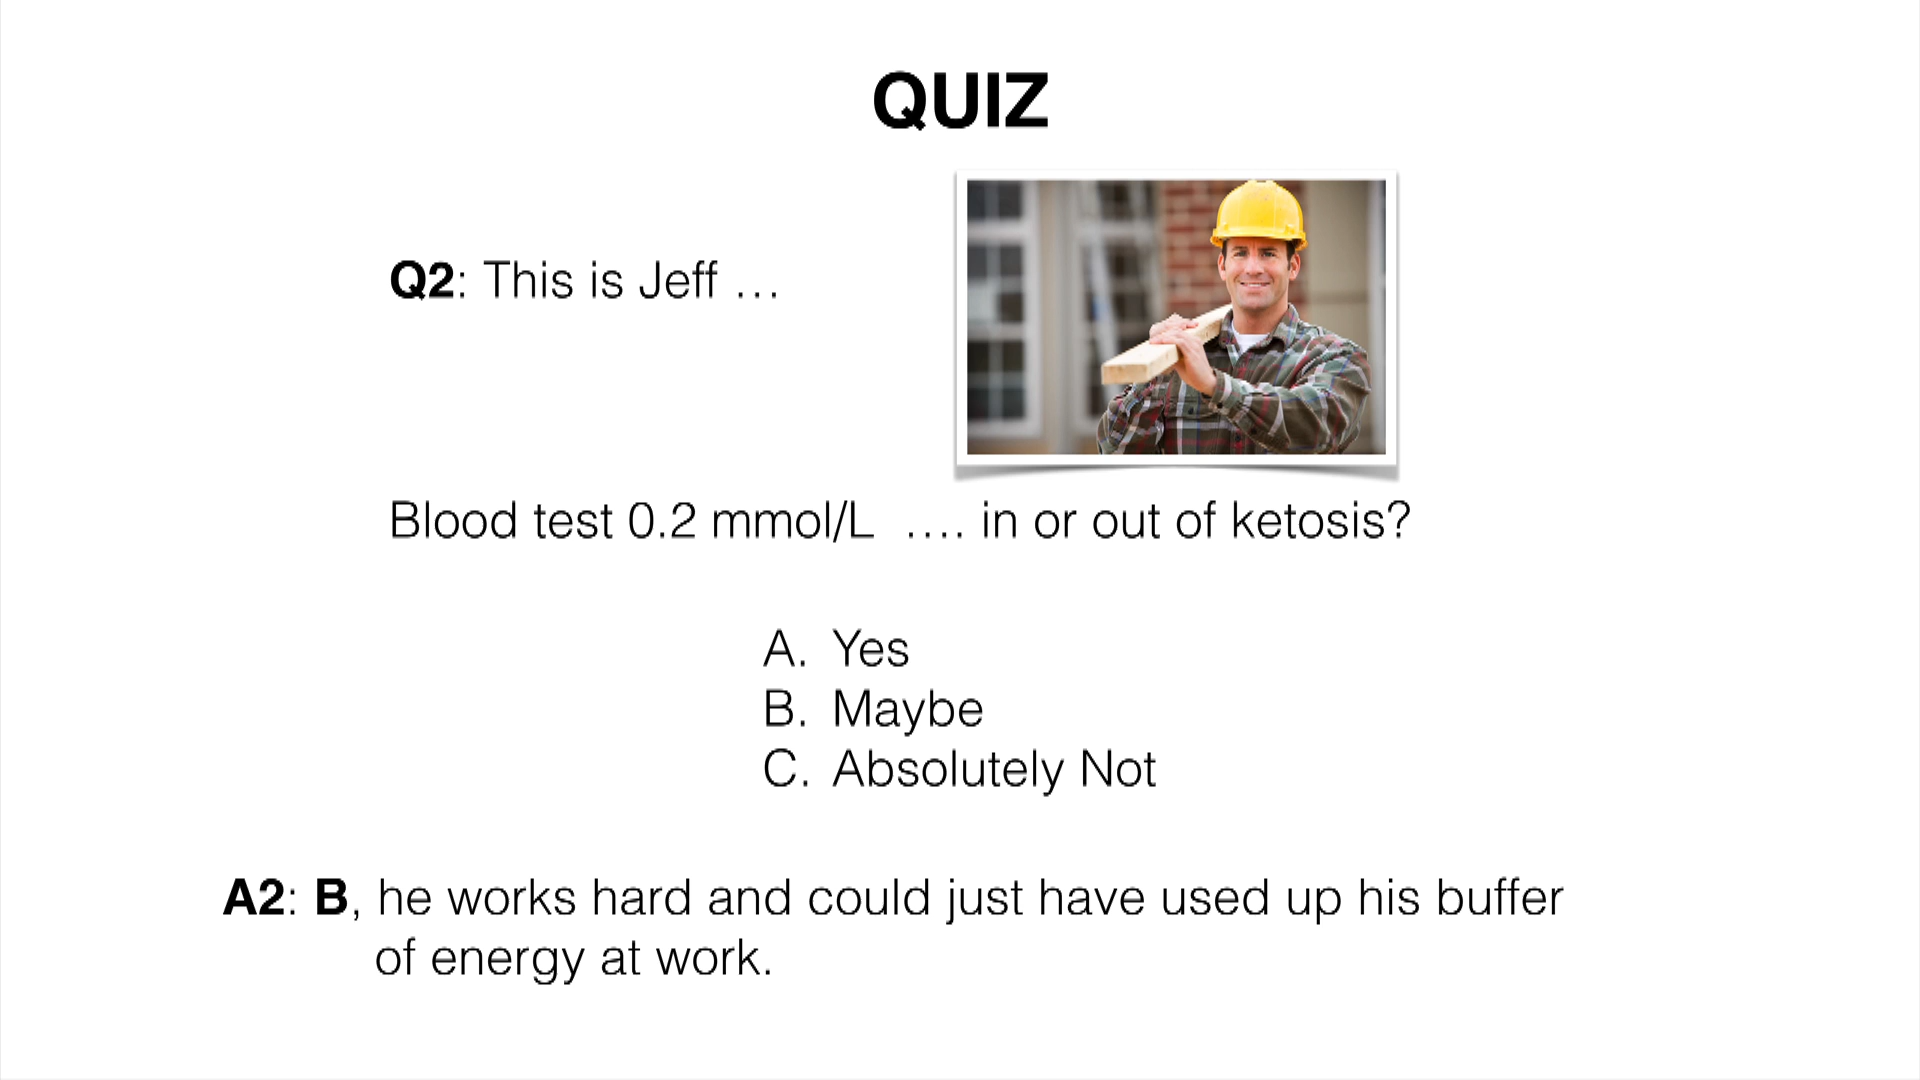 QUIZ
Q2: This is Jeff ...
Blood test 0.2 mmol/L .... in or out of ketosis?
A. Yes
B. Maybe
C. Absolutely Not
A2: B, he works hard and could just have used up his buffer
of energy at work.